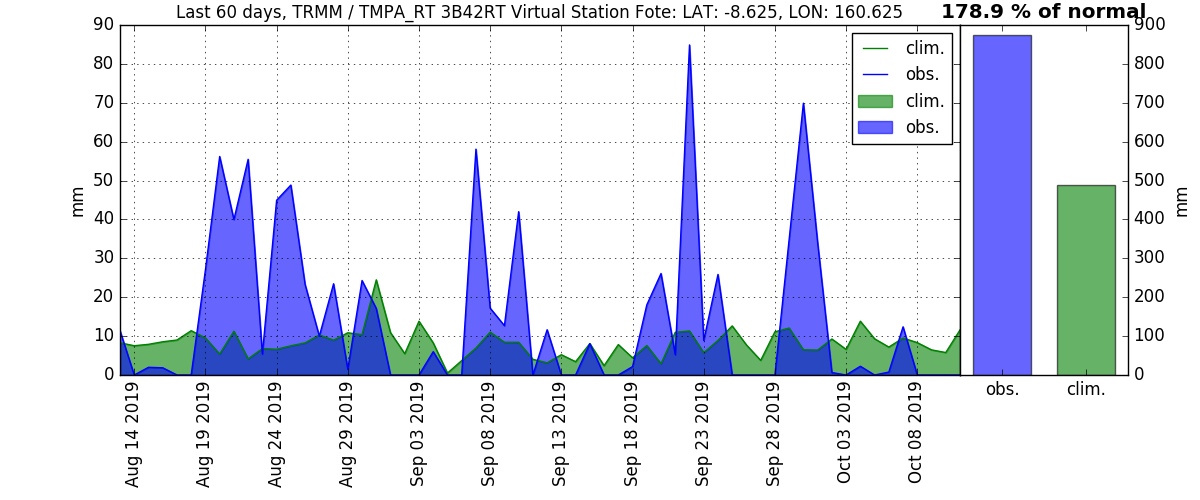 Last 60 days, TRMM / TMPA_RT 3B42RT Virtual Station Fote: LAT: -8.625, LON: 160.625
178.9 % of normal
90
80
70
60
50
40
30
20
10
0
mm
clim.
obs.
clim.
obs.
Aug 14 2019
Aug 19 2019
Aug 24 2019
Aug 29 2019
Sep 03 2019
Sep 08 2019
Sep 13 2019
Sep 18 2019
Sep 23 2019
Sep 28 2019
Oct 03 2019
Oct 08 2019
900
800
700
600
500
400
300
200
100
0
mm
obs.
clim.